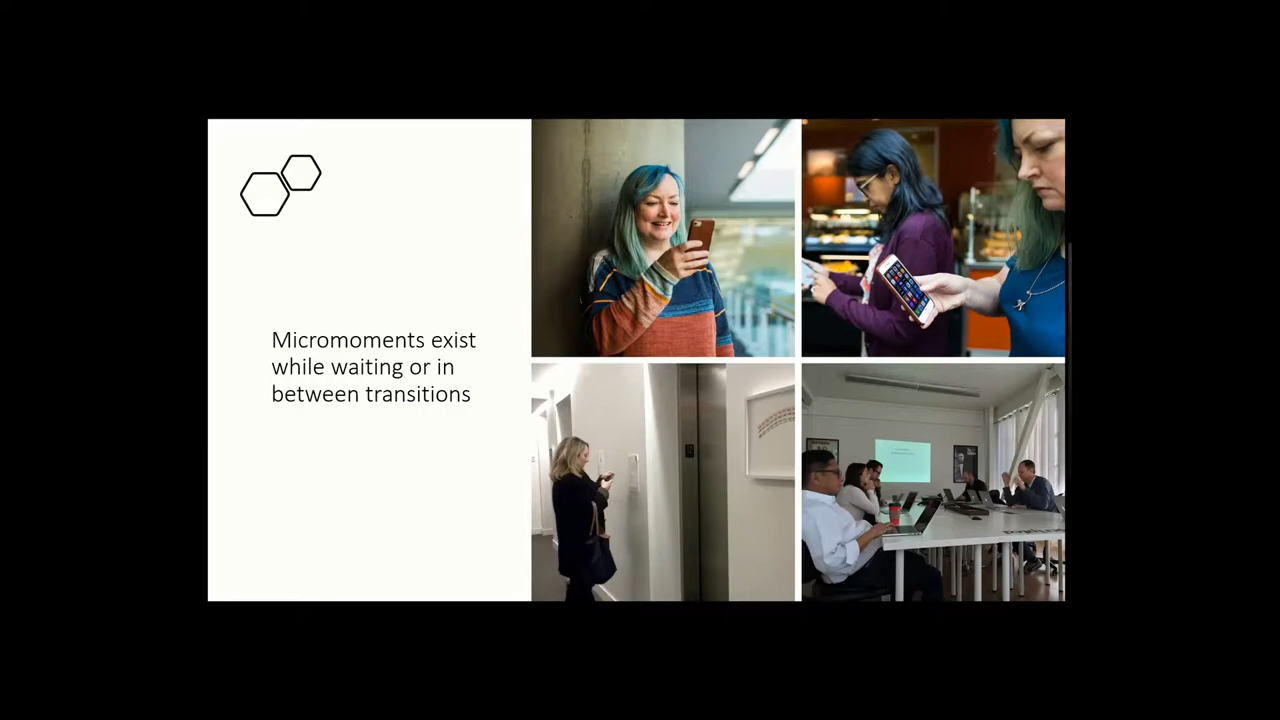 Micromoments exist
while waiting or in
between transitions